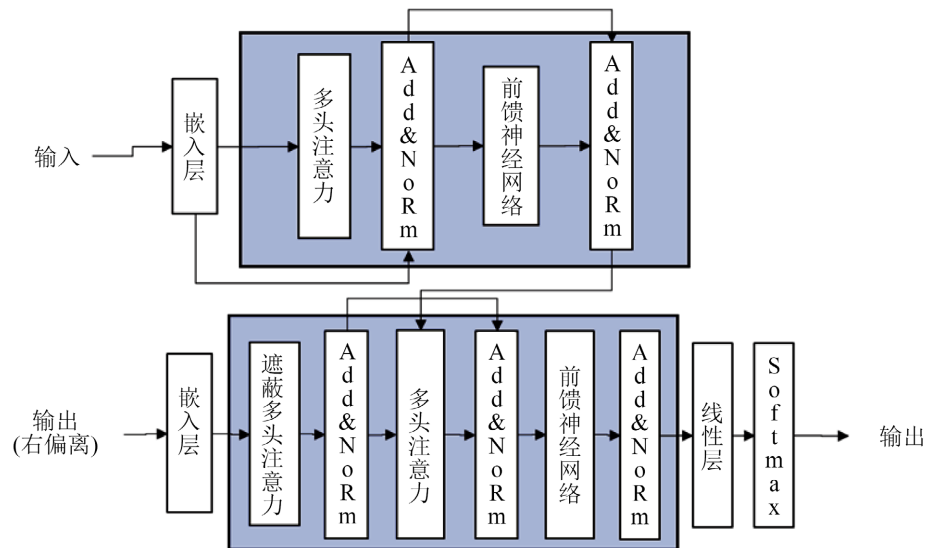 输入
嵌入层
多头注意力
Add&NoRm
前馈神经网络
Add&NoRm
输出
(右偏离)
嵌入层
遮蔽多头注意力
Add&NoRm
多头注意力
Add&NoRm
前馈神经网络
Add&NoRm
线性层
Softmax
输出